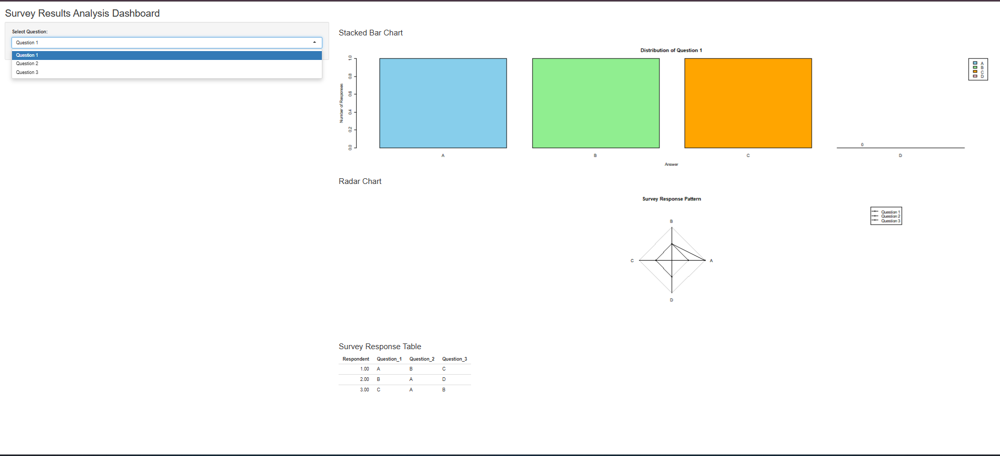 Survey Results Analysis Dashboard
Select Question:
Question 1
Question 1
Question 2
Question 3
Stacked Bar Chart
Distribution of Question 1
Number of Responses
1.0
0.8
0.6
0.4
0.2
0.0
0
A B C D
Answer
A
B
C
D
Radar Chart
Survey Response Pattern
B
C A
D
Question 1
Question 2
Question 3
Survey Response Table
Respondent Question_1 Question_2 Question_3
1.00 A B C
2.00 B A D
3.00 C A B